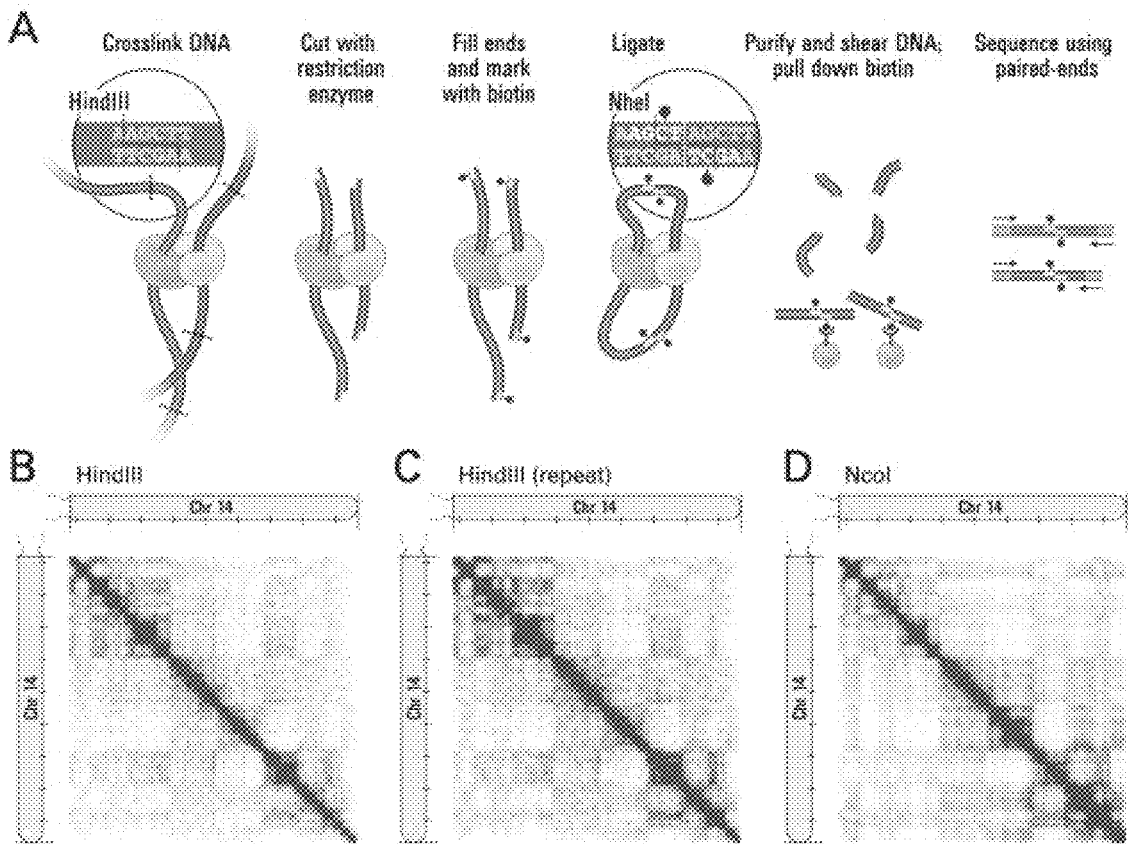 A
Crosslink DNA
Cut with
restriction
enzyme
Fill ends
and mark
with biotin
Ligate
Purify and shear DNA;
pull down biotin
Sequence using
paired-ends
HindIII
NheI
B
HindIII
Chr 14
Chr 14
C
HindIII (repeat)
Chr 14
Chr 14
D
NcoI
Chr 14
Chr 14